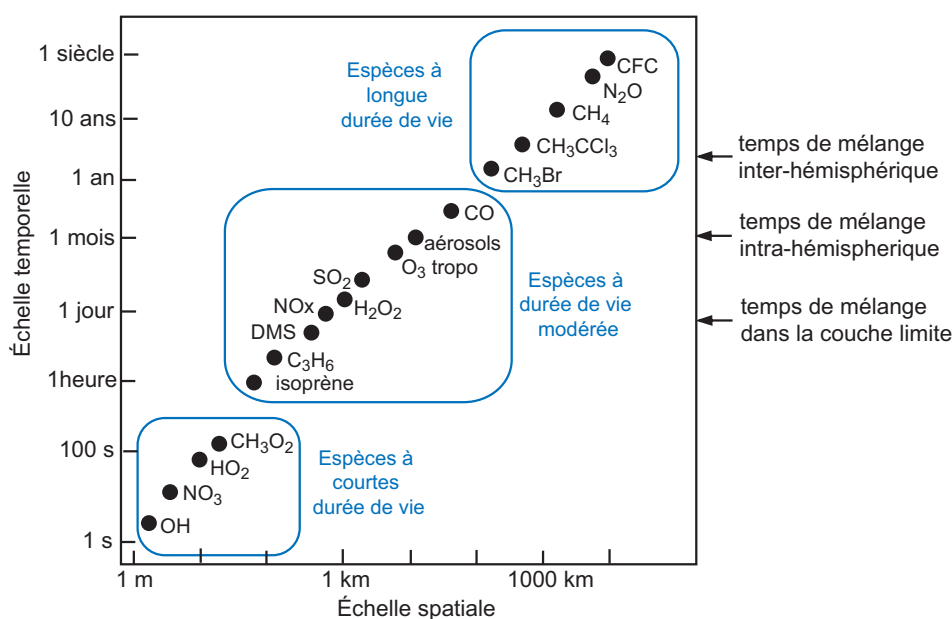 1 siècle
10 ans
1 an
1 mois
1 jour
1heure
100 s
1 s
Échelle temporelle
1 m
1 km
1000 km
Échelle spatiale
Espèces à
longue
durée de vie
CFC
N2O
CH4
CH3CCl3
CH3Br
CO
aérosols
O3 tropo
SO2
H2O2
NOx
DMS
C3H6
isoprène
Espèces à
durée de vie
modérée
CH3O2
HO2
NO3
OH
Espèces à
courtes
durée de vie
temps de mélange
inter-hémisphérique
temps de mélange
intra-hémispherique
temps de mélange
dans la couche limite